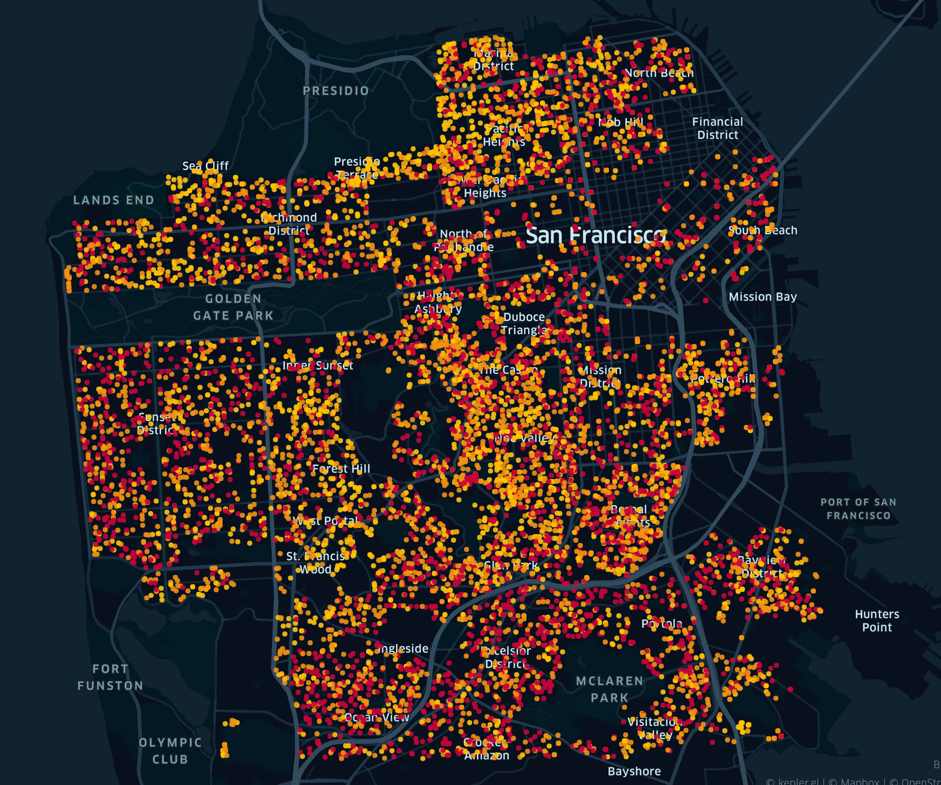 Marina
District
North Beach
PRESIDIO
Nob Hill
Financial
District
Pacific
Heights
Sea Cliff
Presidio
Terrace
Heights
LANDS END
Richmond
District
North of
Panhandle
San Francisco
South Beach
GOLDEN
GATE PARK
Haight
Ashbury
Mission Bay
Duboce
Triangle
Inner Sunset
The Castro
Mission
District
Potrero Hill
Sunset
District
Noe Valley
Forest Hill
PORT OF SAN
FRANCISCO
Bernal
Heights
West Portal
St. Francis
Wood
Glen Park
Bayview
District
Hunters
Point
Portola
Ingleside
Excelsior
District
FORT
FUNSTON
MCLAREN
PARK
Ocean View
Visitacion
Valley
OLYMPIC
CLUB
Crocker
Amazon
Bayshore
© kepler.gl | © Mapbox | © OpenStr